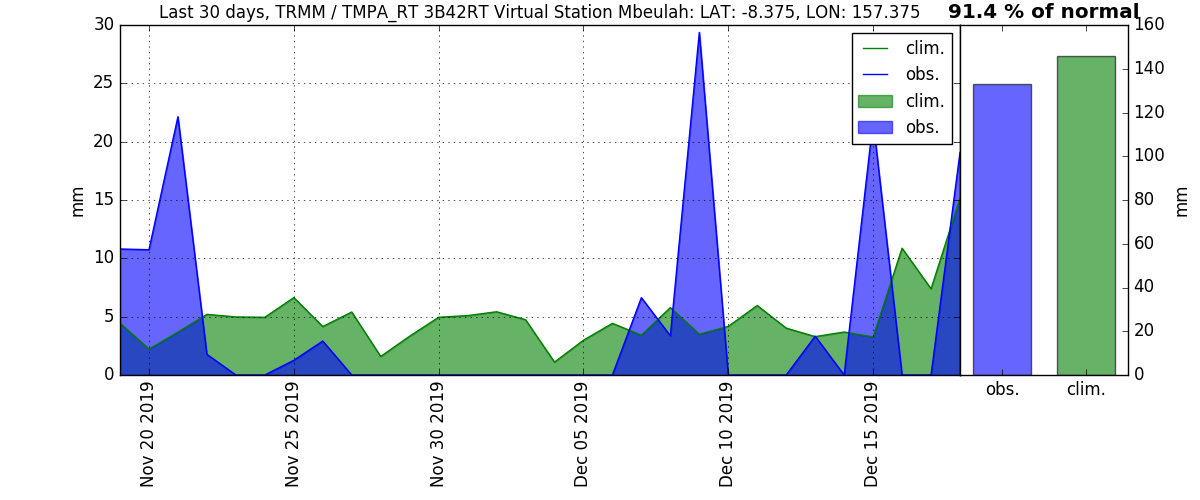 Last 30 days, TRMM / TMPA_RT 3B42RT Virtual Station Mbeulah: LAT: -8.375, LON: 157.375
91.4 % of normal
30
25
20
15
10
5
0
mm
clim.
obs.
clim.
obs.
Nov 20 2019
Nov 25 2019
Nov 30 2019
Dec 05 2019
Dec 10 2019
Dec 15 2019
160
140
120
100
80
60
40
20
0
mm
obs.
clim.